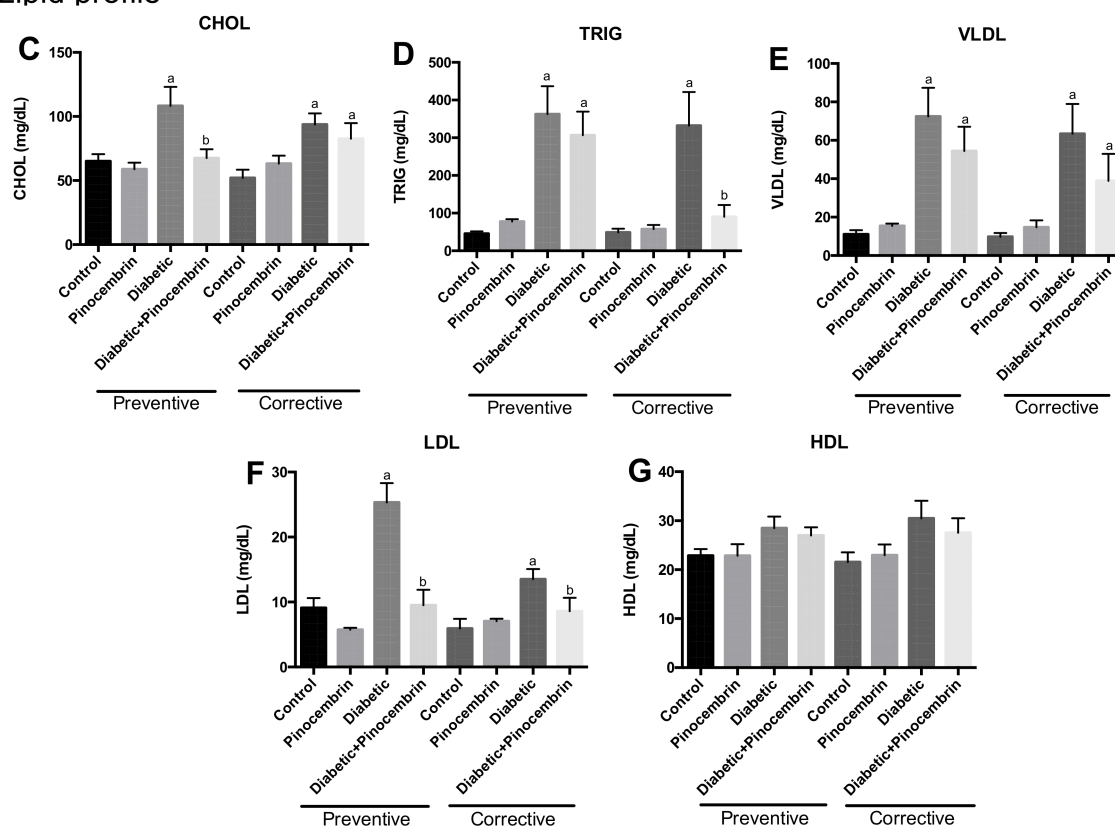 Lipid profile
C
CHOL
CHOL (mg/dL)
150
100
50
0
a
b
a
a
Control
Pinocembrin
Diabetic
Diabetic+Pinocembrin
Control
Pinocembrin
Diabetic
Diabetic+Pinocembrin
Preventive
Corrective
D
TRIG
TRIG (mg/dL)
500
400
300
200
100
0
a
a
a
b
Control
Pinocembrin
Diabetic
Diabetic+Pinocembrin
Control
Pinocembrin
Diabetic
Diabetic+Pinocembrin
Preventive
Corrective
E
VLDL
VLDL (mg/dL)
100
80
60
40
20
0
a
a
a
a
Control
Pinocembrin
Diabetic
Diabetic+Pinocembrin
Control
Pinocembrin
Diabetic
Diabetic+Pinocembrin
Preventive
Corrective
F
LDL
LDL (mg/dL)
30
20
10
0
a
b
a
b
Control
Pinocembrin
Diabetic
Diabetic+Pinocembrin
Control
Pinocembrin
Diabetic
Diabetic+Pinocembrin
Preventive
Corrective
G
HDL
HDL (mg/dL)
40
30
20
10
0
Control
Pinocembrin
Diabetic
Diabetic+Pinocembrin
Control
Pinocembrin
Diabetic
Diabetic+Pinocembrin
Preventive
Corrective